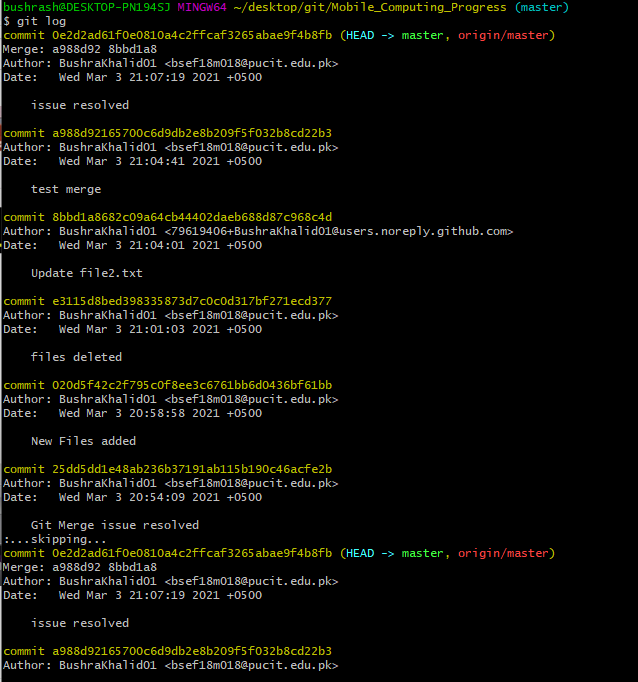 bushrash@DESKTOP-PN194SJ MINGW64 ~/desktop/git/Mobile_Computing_Progress (master)
$ git log
commit 0e2d2ad61f0e0810a4c2ffcaf3265abae9f4b8fb (HEAD -> master, origin/master)
Merge: a988d92 8bbd1a8
Author: BushraKhalid01 <bsef18m018@pucit.edu.pk>
Date:   Wed Mar 3 21:07:19 2021 +0500

    issue resolved

commit a988d92165700c6d9db2e8b209f5f032b8cd22b3
Author: BushraKhalid01 <bsef18m018@pucit.edu.pk>
Date:   Wed Mar 3 21:04:41 2021 +0500

    test merge

commit 8bbd1a8682c09a64cb44402daeb688d87c968c4d
Author: BushraKhalid01 <79619406+BushraKhalid01@users.noreply.github.com>
Date:   Wed Mar 3 21:04:01 2021 +0500

    Update file2.txt

commit e3115d8bed398335873d7c0c0d317bf271ecd377
Author: BushraKhalid01 <bsef18m018@pucit.edu.pk>
Date:   Wed Mar 3 21:01:03 2021 +0500

    files deleted

commit 020d5f42c2f795c0f8ee3c6761bb6d0436bf61bb
Author: BushraKhalid01 <bsef18m018@pucit.edu.pk>
Date:   Wed Mar 3 20:58:58 2021 +0500

    New Files added

commit 25dd5dd1e48ab236b37191ab115b190c46acfe2b
Author: BushraKhalid01 <bsef18m018@pucit.edu.pk>
Date:   Wed Mar 3 20:54:09 2021 +0500

    Git Merge issue resolved
:...skipping...
commit 0e2d2ad61f0e0810a4c2ffcaf3265abae9f4b8fb (HEAD -> master, origin/master)
Merge: a988d92 8bbd1a8
Author: BushraKhalid01 <bsef18m018@pucit.edu.pk>
Date:   Wed Mar 3 21:07:19 2021 +0500

    issue resolved

commit a988d92165700c6d9db2e8b209f5f032b8cd22b3
Author: BushraKhalid01 <bsef18m018@pucit.edu.pk>